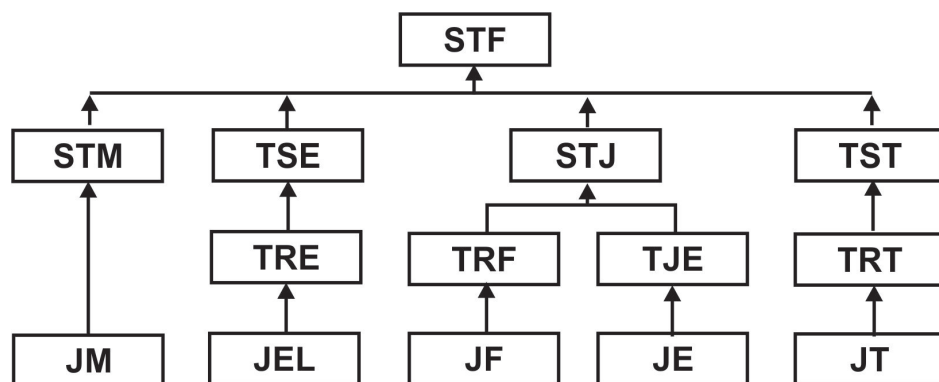 STF
STM TSE STJ TST
TRE TRF TJE TRT
JM JEL JF JE JT